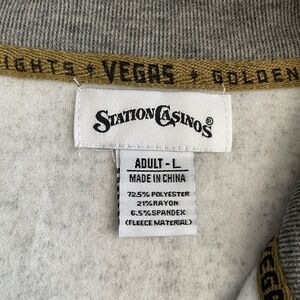 IGHTS ✦ VEGAS ✦ GOLDEN
STATION CASINOS®
ADULT - L
MADE IN CHINA
72.5% POLYESTER
21% RAYON
6.5% SPANDEX
(FLEECE MATERIAL)